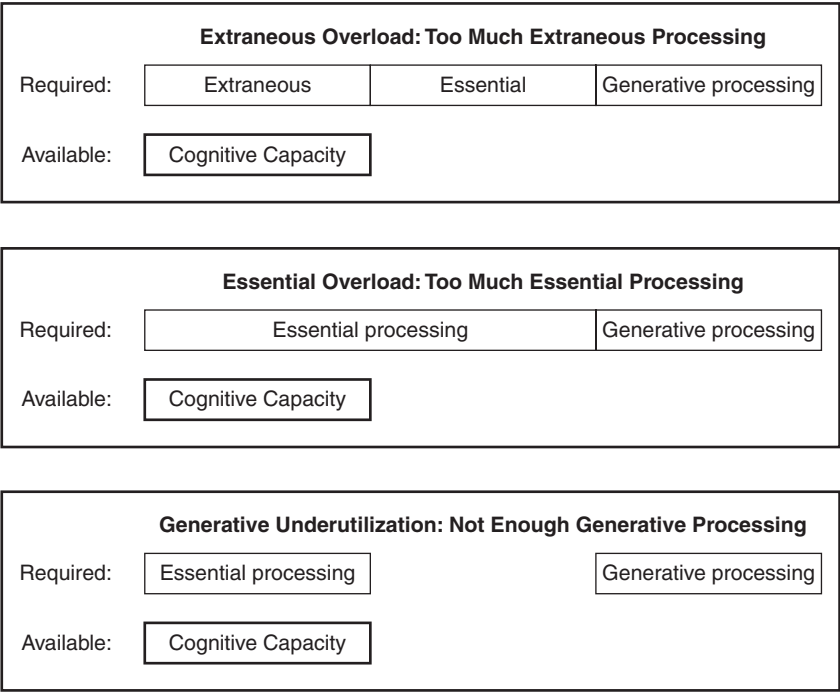 Extraneous Overload: Too Much Extraneous Processing
Required: Extraneous Essential Generative processing
Available: Cognitive Capacity
Essential Overload: Too Much Essential Processing
Required: Essential processing Generative processing
Available: Cognitive Capacity
Generative Underutilization: Not Enough Generative Processing
Required: Essential processing Generative processing
Available: Cognitive Capacity